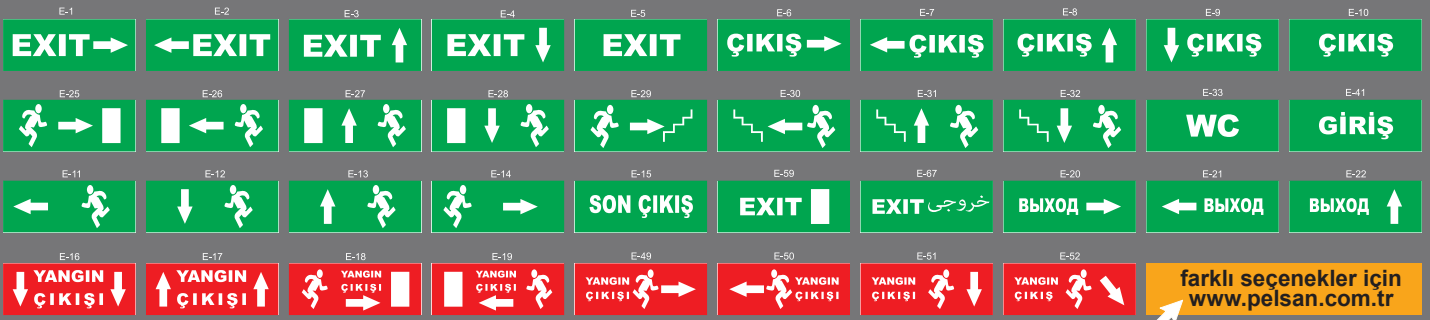 E-1 E-2 E-3 E-4 E-5 E-6 E-7 E-8 E-9 E-10
EXIT EXIT EXIT EXIT EXIT ÇIKIŞ ÇIKIŞ ÇIKIŞ ÇIKIŞ ÇIKIŞ
E-25 E-26 E-27 E-28 E-29 E-30 E-31 E-32 E-33 E-41
WC GİRİŞ
E-11 E-12 E-13 E-14 E-15 E-59 E-67 E-20 E-21 E-22
SON ÇIKIŞ EXIT EXIT خروجی ВЫХОД ВЫХОД ВЫХОД
E-16 E-17 E-18 E-19 E-49 E-50 E-51 E-52
YANGIN YANGIN YANGIN YANGIN YANGIN YANGIN YANGIN YANGIN
ÇIKIŞI ÇIKIŞI ÇIKIŞI ÇIKIŞI ÇIKIŞI ÇIKIŞI ÇIKIŞI ÇIKIŞ
farklı seçenekler için
www.pelsan.com.tr